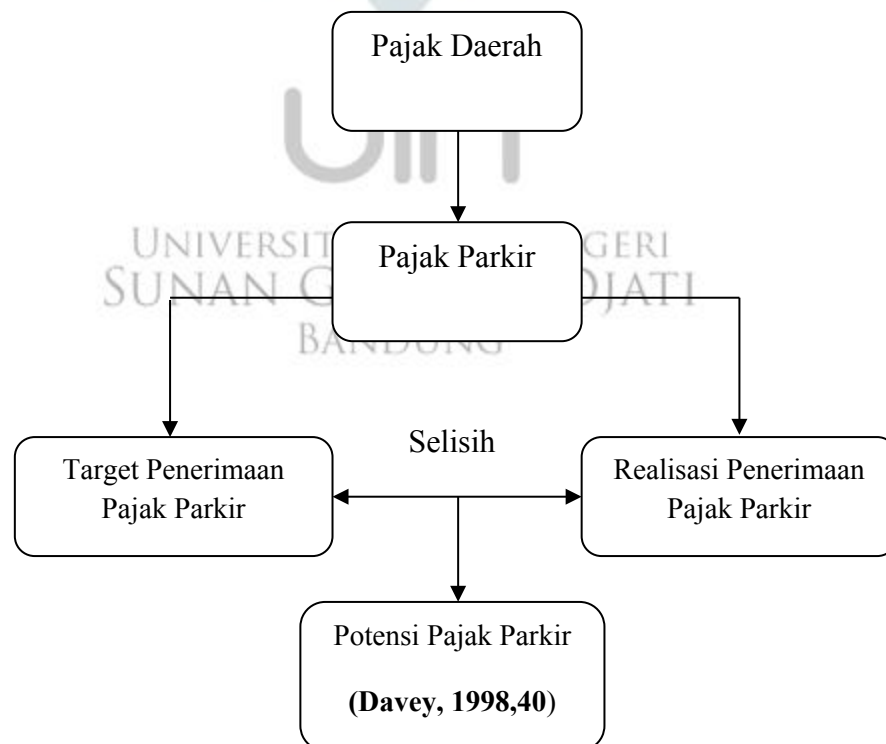 Pajak Daerah
UNIVERSIT GERI
Pajak Parkir
SUNAN G DJATI
BANDUNG
Selisih
Target Penerimaan
Pajak Parkir
Realisasi Penerimaan
Pajak Parkir
Potensi Pajak Parkir
(Davey, 1998,40)